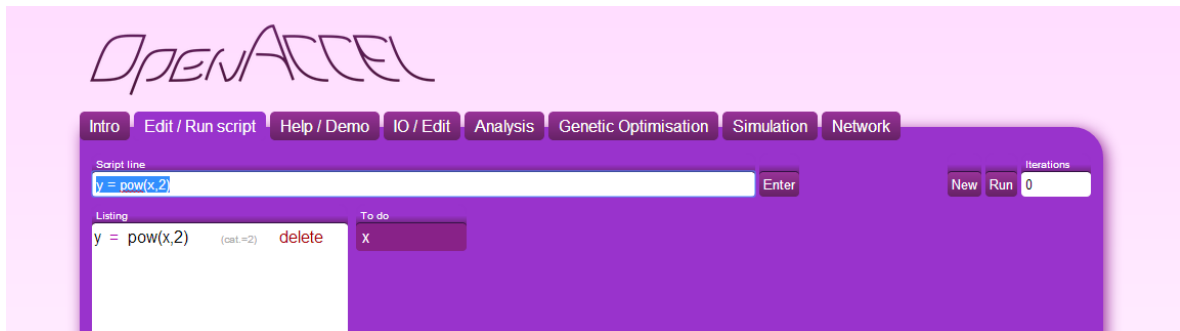 OpenAccel
Intro Edit / Run script Help / Demo IO / Edit Analysis Genetic Optimisation Simulation Network
Script line Iterations
y = pow(x,2) Enter New Run 0
Listing To do
y = pow(x,2) (cat.=2) delete x